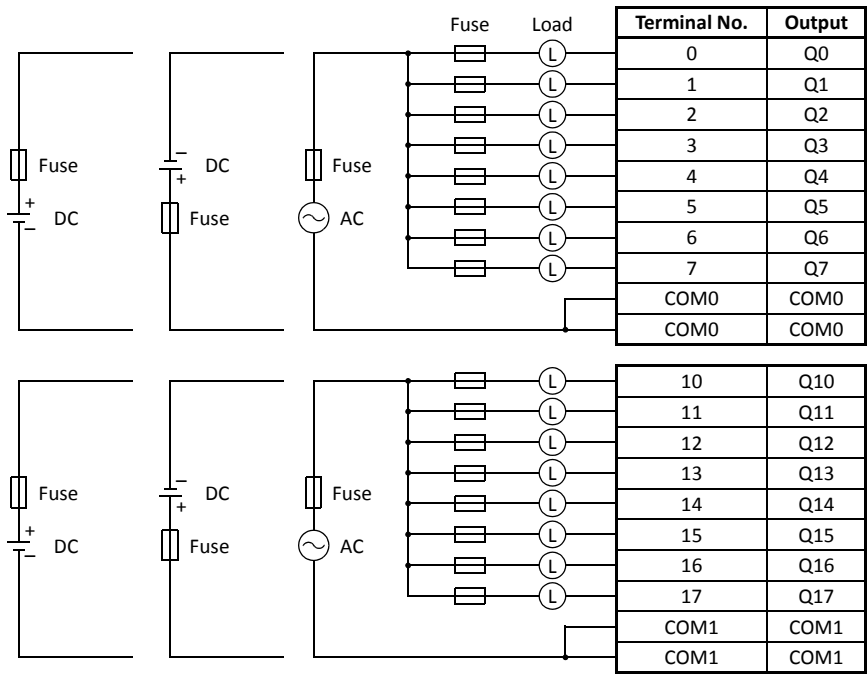 Fuse Load Terminal No. Output
L 0 Q0
L 1 Q1
L 2 Q2
L 3 Q3
L 4 Q4
L 5 Q5
L 6 Q6
L 7 Q7
COM0 COM0
COM0 COM0
Fuse
+
– DC
–
+ DC
Fuse
Fuse
AC
L 10 Q10
L 11 Q11
L 12 Q12
L 13 Q13
L 14 Q14
L 15 Q15
L 16 Q16
L 17 Q17
COM1 COM1
COM1 COM1
Fuse
+
– DC
–
+ DC
Fuse
Fuse
AC